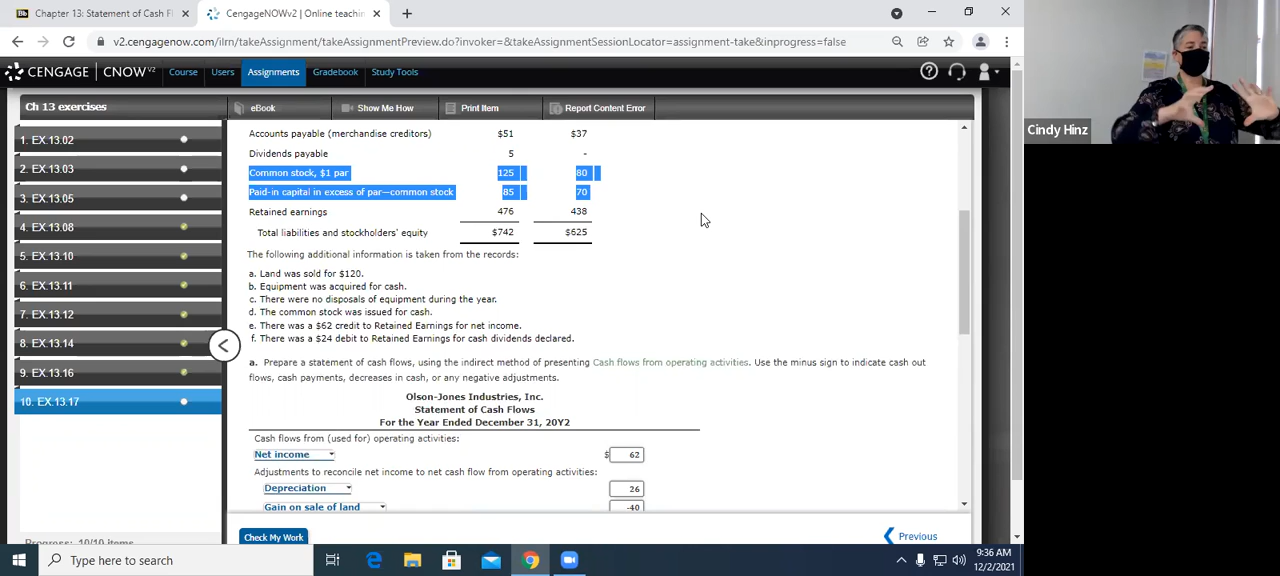 Bb Chapter 13: Statement of Cash F
CengageNOWv2 | Online teachin
v2.cengagenow.com/ilrn/takeAssignment/takeAssignmentPreview.do?invoker=&takeAssignmentSessionLocator=assignment-take&inprogress=false
CENGAGE | CNOWv2 Course Users Assignments Gradebook Study Tools
Ch 13 exercises
eBook Show Me How Print Item Report Content Error
1. EX.13.02
2. EX.13.03
3. EX.13.05
4. EX.13.08
5. EX.13.10
6. EX.13.11
7. EX.13.12
8. EX.13.14
9. EX.13.16
10. EX.13.17
Progress: 10/10 items
Accounts payable (merchandise creditors) $51 $37
Dividends payable 5 -
Common stock, $1 par 125 80
Paid-in capital in excess of par—common stock 85 70
Retained earnings 476 438
Total liabilities and stockholders' equity $742 $625
The following additional information is taken from the records:
a. Land was sold for $120.
b. Equipment was acquired for cash.
c. There were no disposals of equipment during the year.
d. The common stock was issued for cash.
e. There was a $62 credit to Retained Earnings for net income.
f. There was a $24 debit to Retained Earnings for cash dividends declared.
a. Prepare a statement of cash flows, using the indirect method of presenting Cash flows from operating activities. Use the minus sign to indicate cash out
flows, cash payments, decreases in cash, or any negative adjustments.
Olson-Jones Industries, Inc.
Statement of Cash Flows
For the Year Ended December 31, 20Y2
Cash flows from (used for) operating activities:
Net income $ 62
Adjustments to reconcile net income to net cash flow from operating activities:
Depreciation 26
Gain on sale of land -40
Check My Work
Previous
Cindy Hinz
Type here to search
9:36 AM
12/2/2021